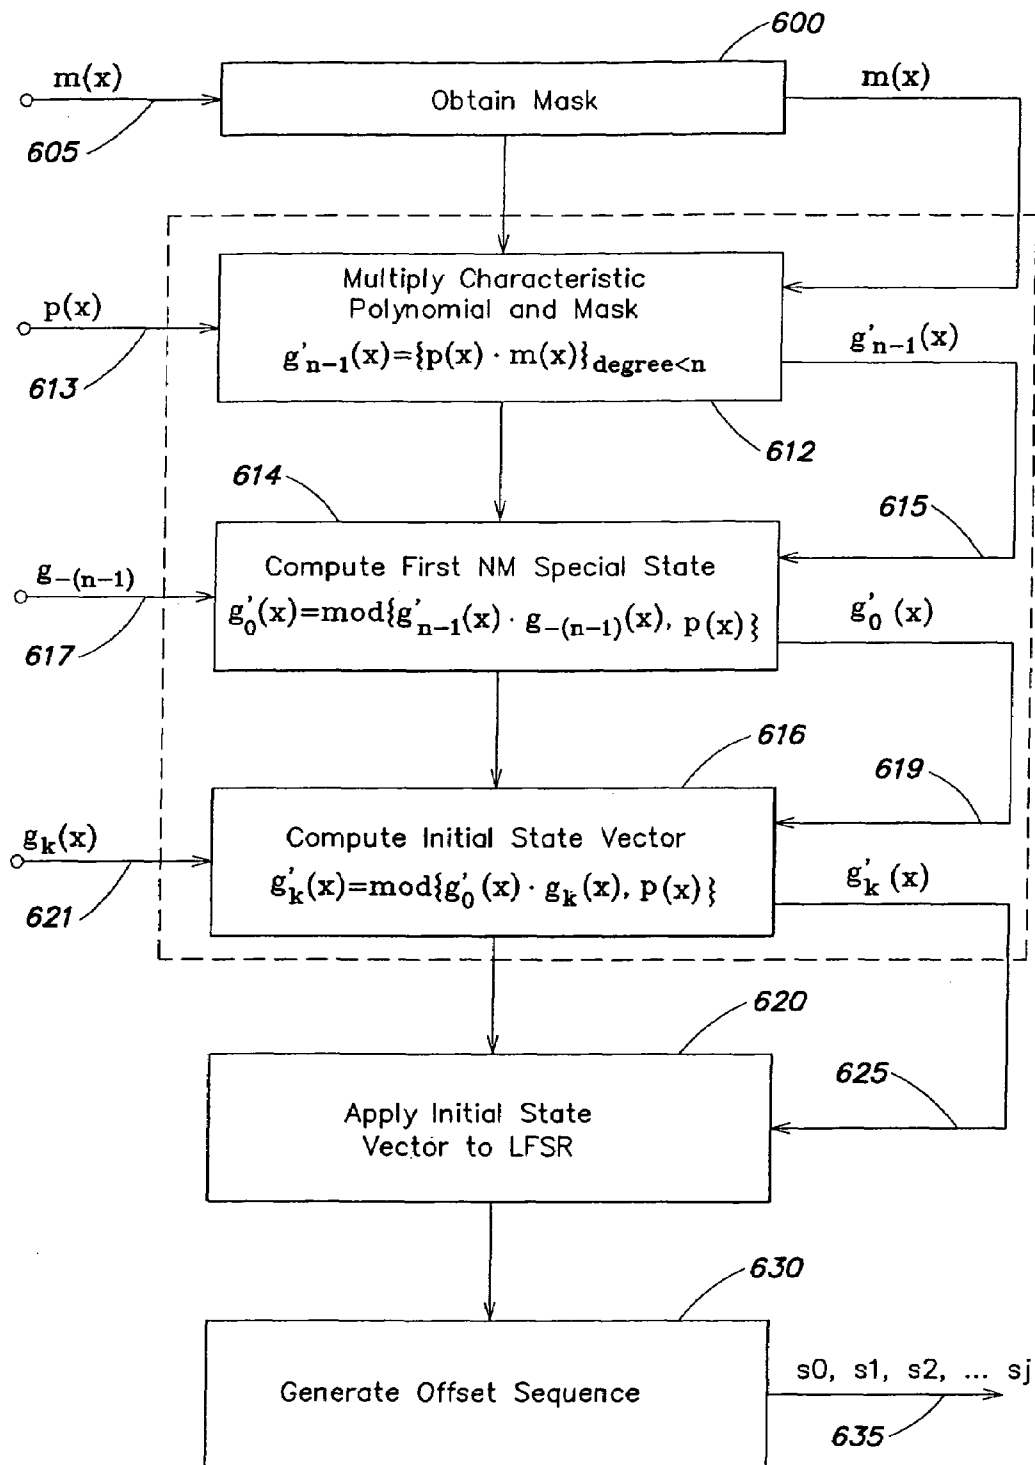 600
m(x)
Obtain Mask
m(x)
605
Multiply Characteristic
Polynomial and Mask
g'n-1(x)={p(x) · m(x)}degree<n
p(x)
613
g'n-1(x)
612
614
615
Compute First NM Special State
g'0(x)=mod{g'n-1(x) · g-(n-1)(x), p(x)}
g-(n-1)
617
g'0(x)
616
619
Compute Initial State Vector
g'k(x)=mod{g'0(x) · gk(x), p(x)}
gk(x)
621
g'k(x)
620
625
Apply Initial State
Vector to LFSR
630
Generate Offset Sequence
s0, s1, s2, ... sj
635